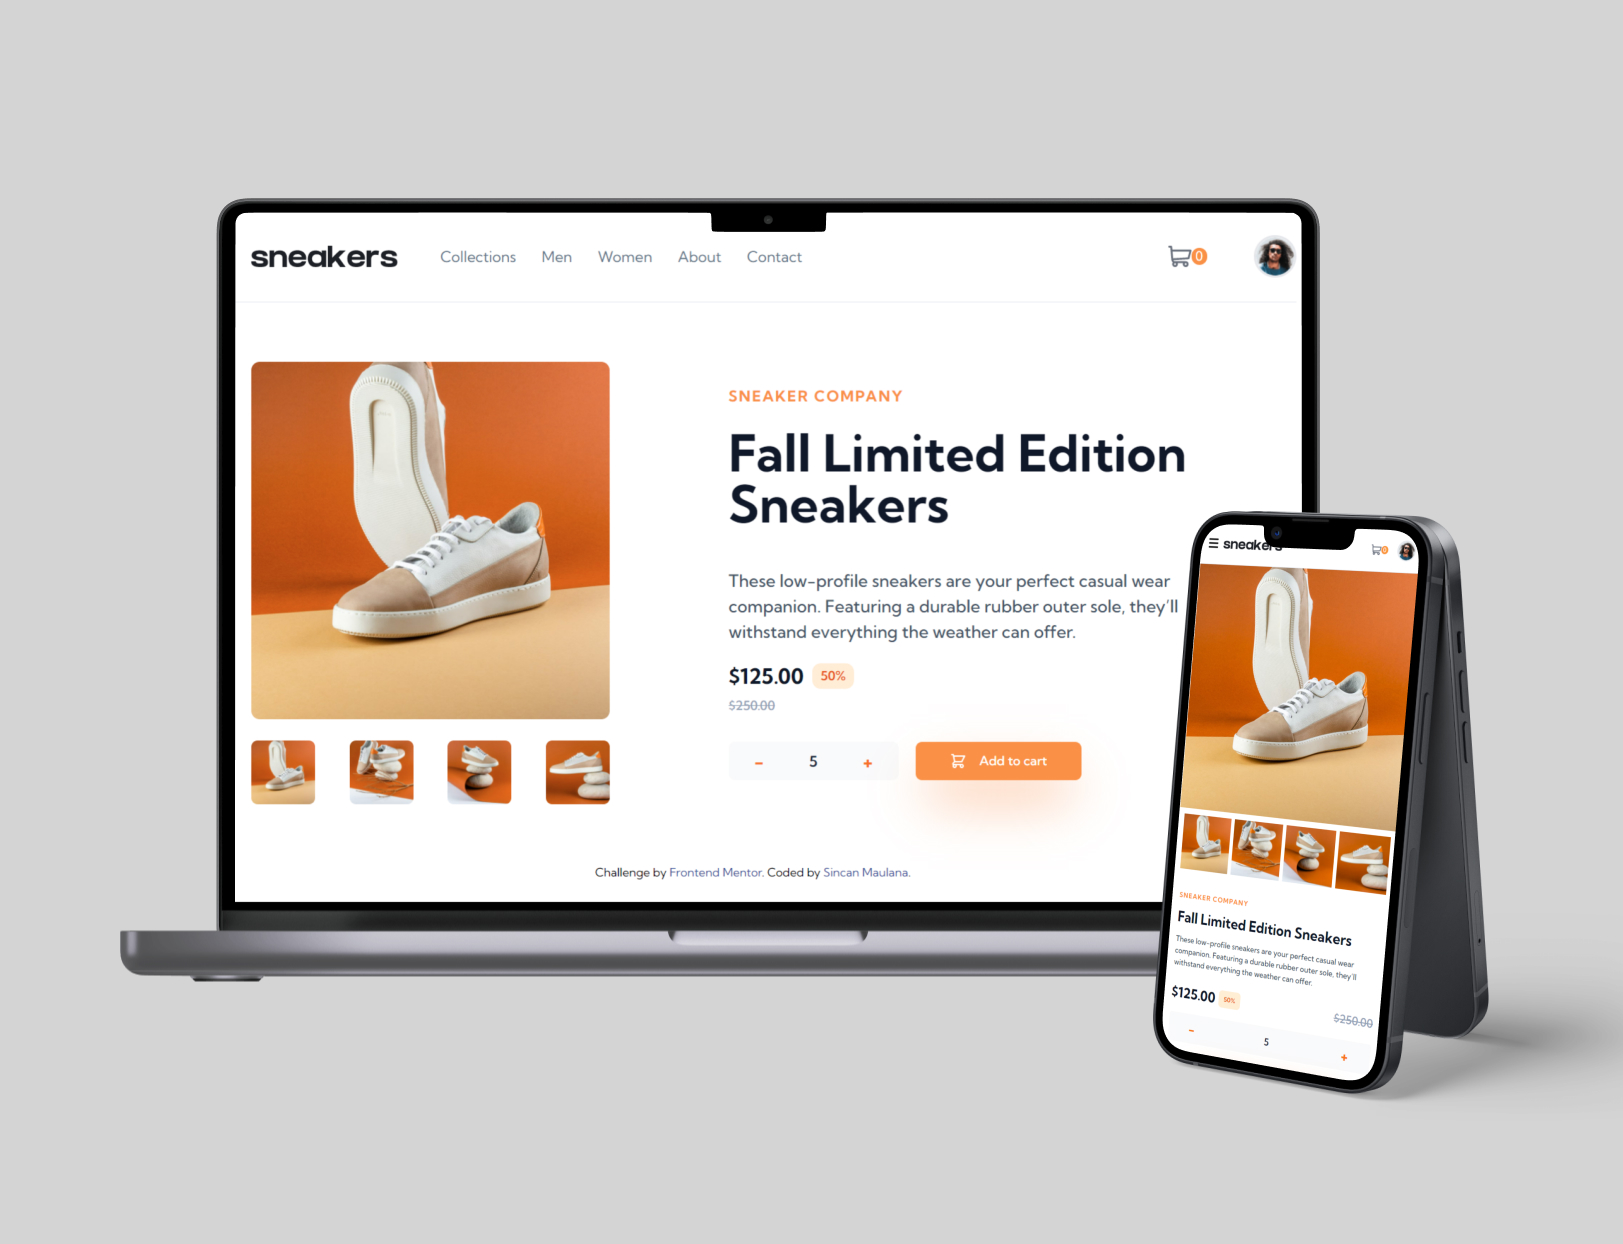 sneakers
Collections Men Women About Contact
0
SNEAKER COMPANY
Fall Limited Edition
Sneakers
These low-profile sneakers are your perfect casual wear
companion. Featuring a durable rubber outer sole, they'll
withstand everything the weather can offer.
$125.00 50%
$250.00
- 5 +
Add to cart
Challenge by Frontend Mentor. Coded by Sincan Maulana.
sneakers
0
SNEAKER COMPANY
Fall Limited Edition Sneakers
These low-profile sneakers are your perfect casual wear
companion. Featuring a durable rubber outer sole, they'll
withstand everything the weather can offer.
$125.00 50%
$250.00
- 5 +